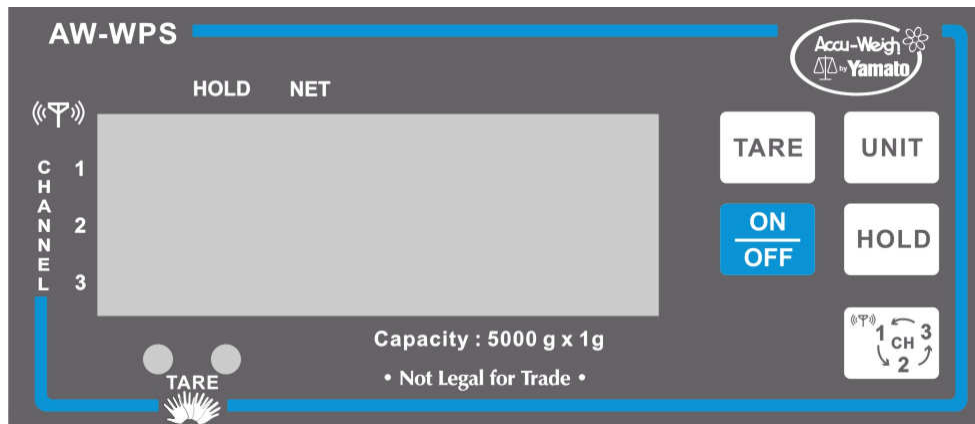 AW-WPS
Accu-Weigh
by Yamato
HOLD NET
CHANNEL
1
2
3
TARE UNIT
ON
OFF
HOLD
1 CH 3
2
Capacity : 5000 g x 1g
• Not Legal for Trade •
TARE